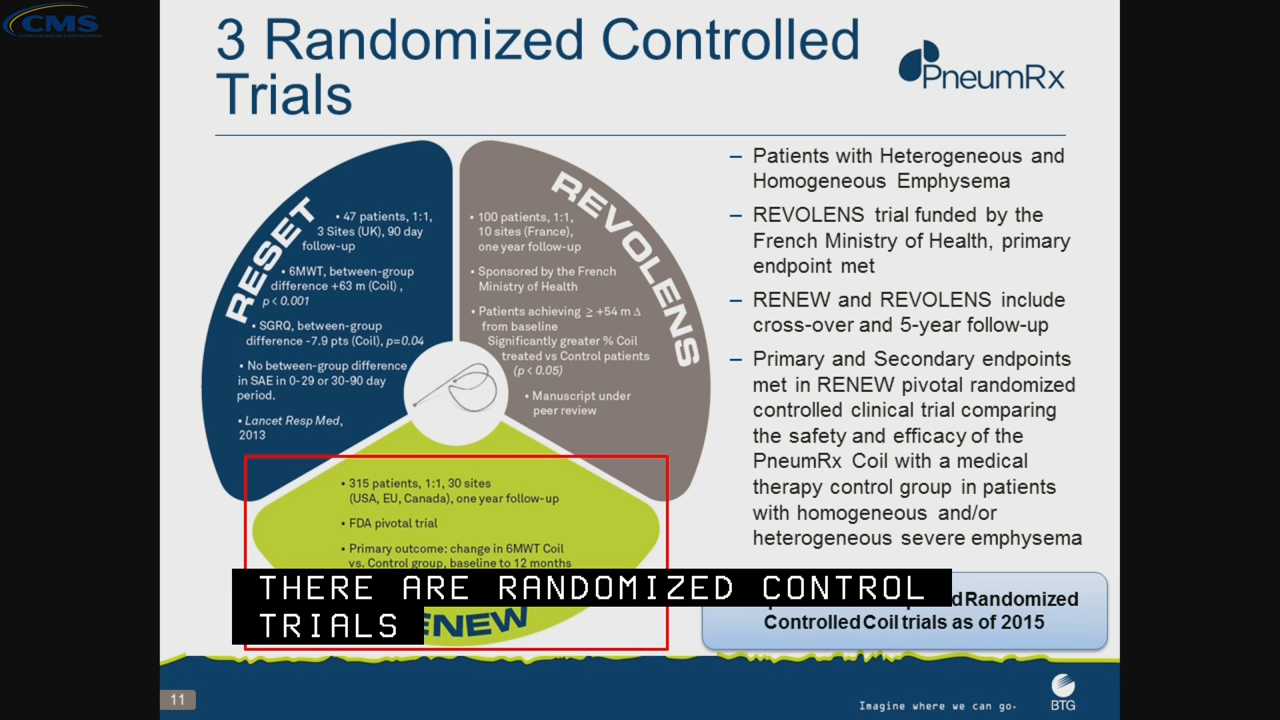 CMS
3 Randomized Controlled
Trials
PneumRx
RESET
• 47 patients, 1:1,
3 Sites (UK), 90 day
follow-up
• 6MWT, between-group
difference +63 m (Coil) ,
p < 0.001
• SGRQ, between-group
difference -7.9 pts (Coil), p=0.04
• No between-group difference
in SAE in 0-29 or 30-90 day
period.
• Lancet Resp Med,
2013
REVOLENS
• 100 patients, 1:1,
10 sites (France),
one year follow-up
• Sponsored by the French
Ministry of Health
• Patients achieving ≥ +54 m Δ
from baseline
Significantly greater % Coil
treated vs Control patients
(p < 0.05)
• Manuscript under
peer review
• 315 patients, 1:1, 30 sites
(USA, EU, Canada), one year follow-up
• FDA pivotal trial
• Primary outcome: change in 6MWT Coil
vs. Control group, baseline to 12 months
ENEW
– Patients with Heterogeneous and
Homogeneous Emphysema
– REVOLENS trial funded by the
French Ministry of Health, primary
endpoint met
– RENEW and REVOLENS include
cross-over and 5-year follow-up
– Primary and Secondary endpoints
met in RENEW pivotal randomized
controlled clinical trial comparing
the safety and efficacy of the
PneumRx Coil with a medical
therapy control group in patients
with homogeneous and/or
heterogeneous severe emphysema
Randomized
Controlled Coil trials as of 2015
THERE ARE RANDOMIZED CONTROL
TRIALS
11
Imagine where we can go.
BTG